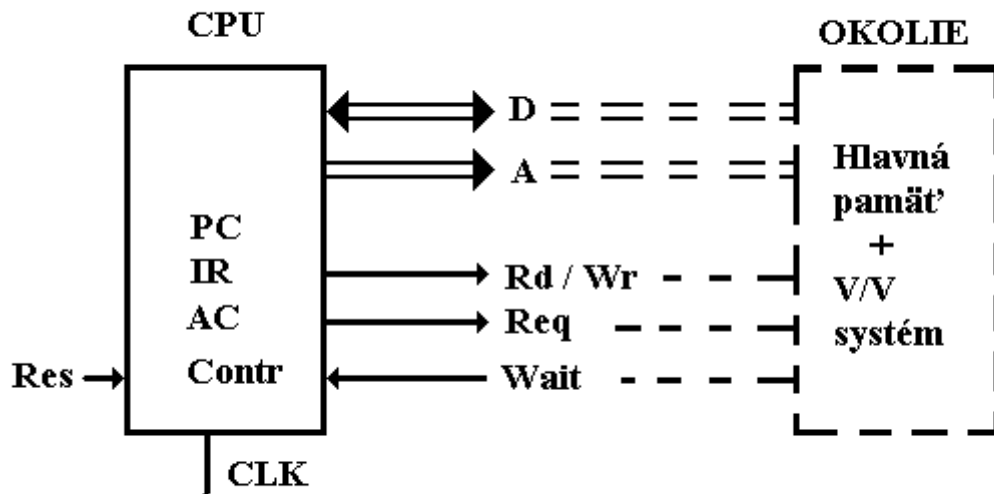 CPU
OKOLIE
D
A
Hlavná
pamäť
+
V/V
systém
PC
IR
AC
Contr
Rd / Wr
Req
Wait
Res
CLK